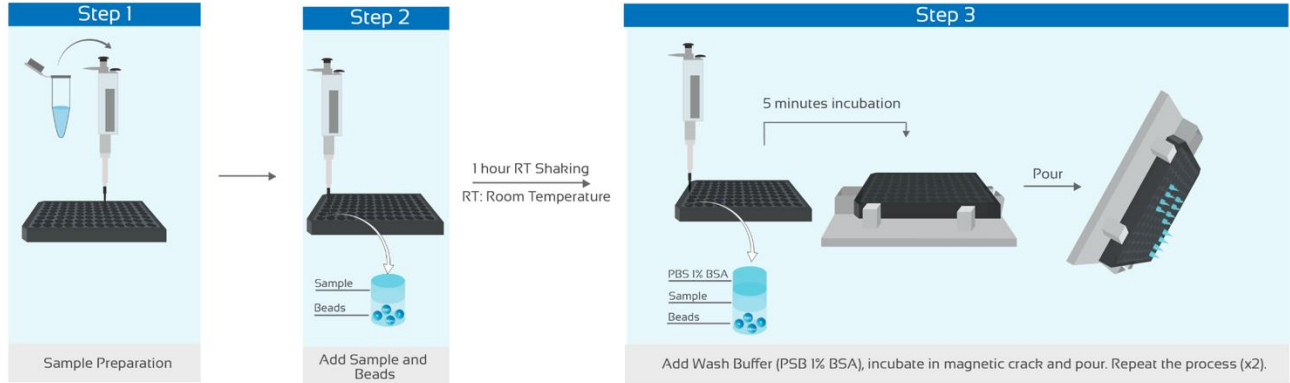 Step 1
Sample Preparation
Step 2
Sample
Beads
Add Sample and
Beads
1 hour RT Shaking
RT: Room Temperature
Step 3
5 minutes incubation
Pour
PBS 1% BSA
Sample
Beads
Add Wash Buffer (PSB 1% BSA), incubate in magnetic crack and pour. Repeat the process (x2).